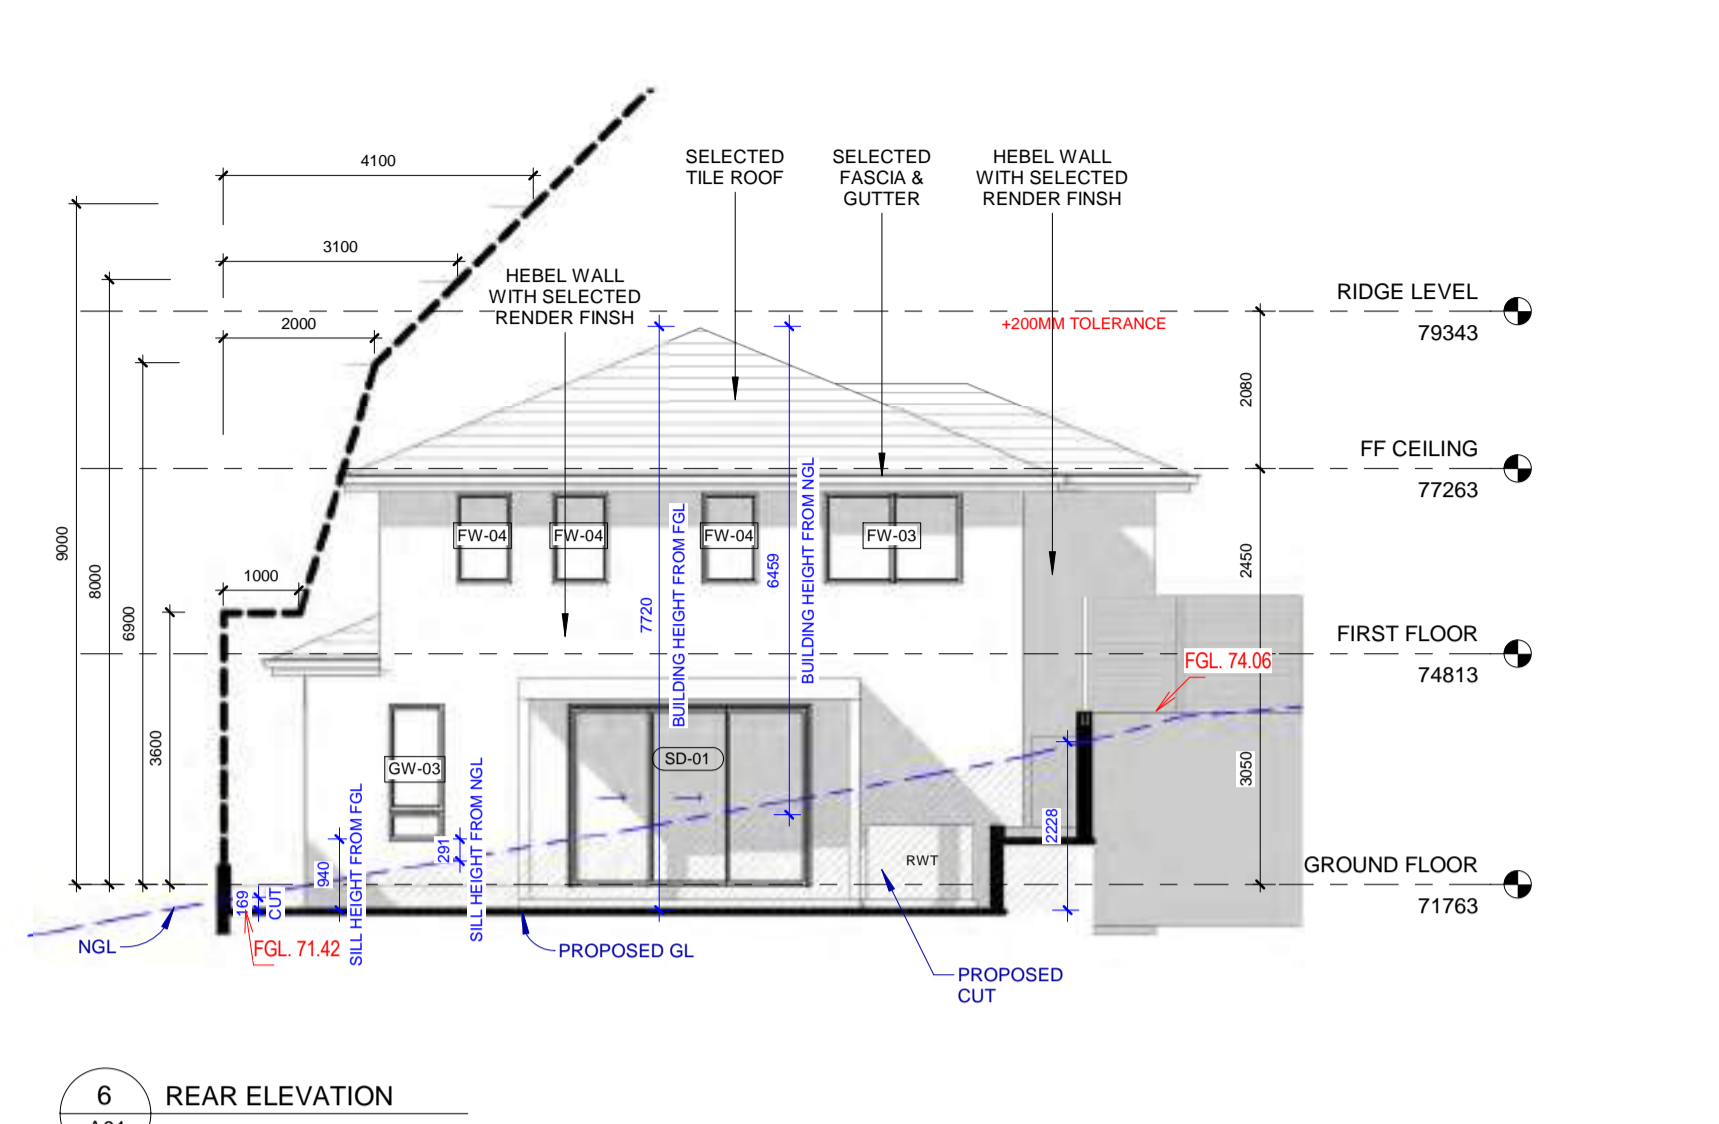 4100
SELECTED
TILE ROOF
SELECTED
FASCIA &
GUTTER
HEBEL WALL
WITH SELECTED
RENDER FINSH
3100
HEBEL WALL
WITH SELECTED
RENDER FINSH
2000
RIDGE LEVEL
79343
+200MM TOLERANCE
2080
FF CEILING
77263
FW-04
FW-04
FW-04
FW-03
9000
8000
6900
3600
1000
7720
BUILDING HEIGHT FROM FGL
6459
BUILDING HEIGHT FROM NGL
2450
FIRST FLOOR
74813
FGL. 74.06
3050
GW-03
SD-01
RWT
2228
291
940
169
CUT
SILL HEIGHT FROM FGL
SILL HEIGHT FROM NGL
GROUND FLOOR
71763
NGL
FGL. 71.42
PROPOSED GL
PROPOSED
CUT
6
REAR ELEVATION